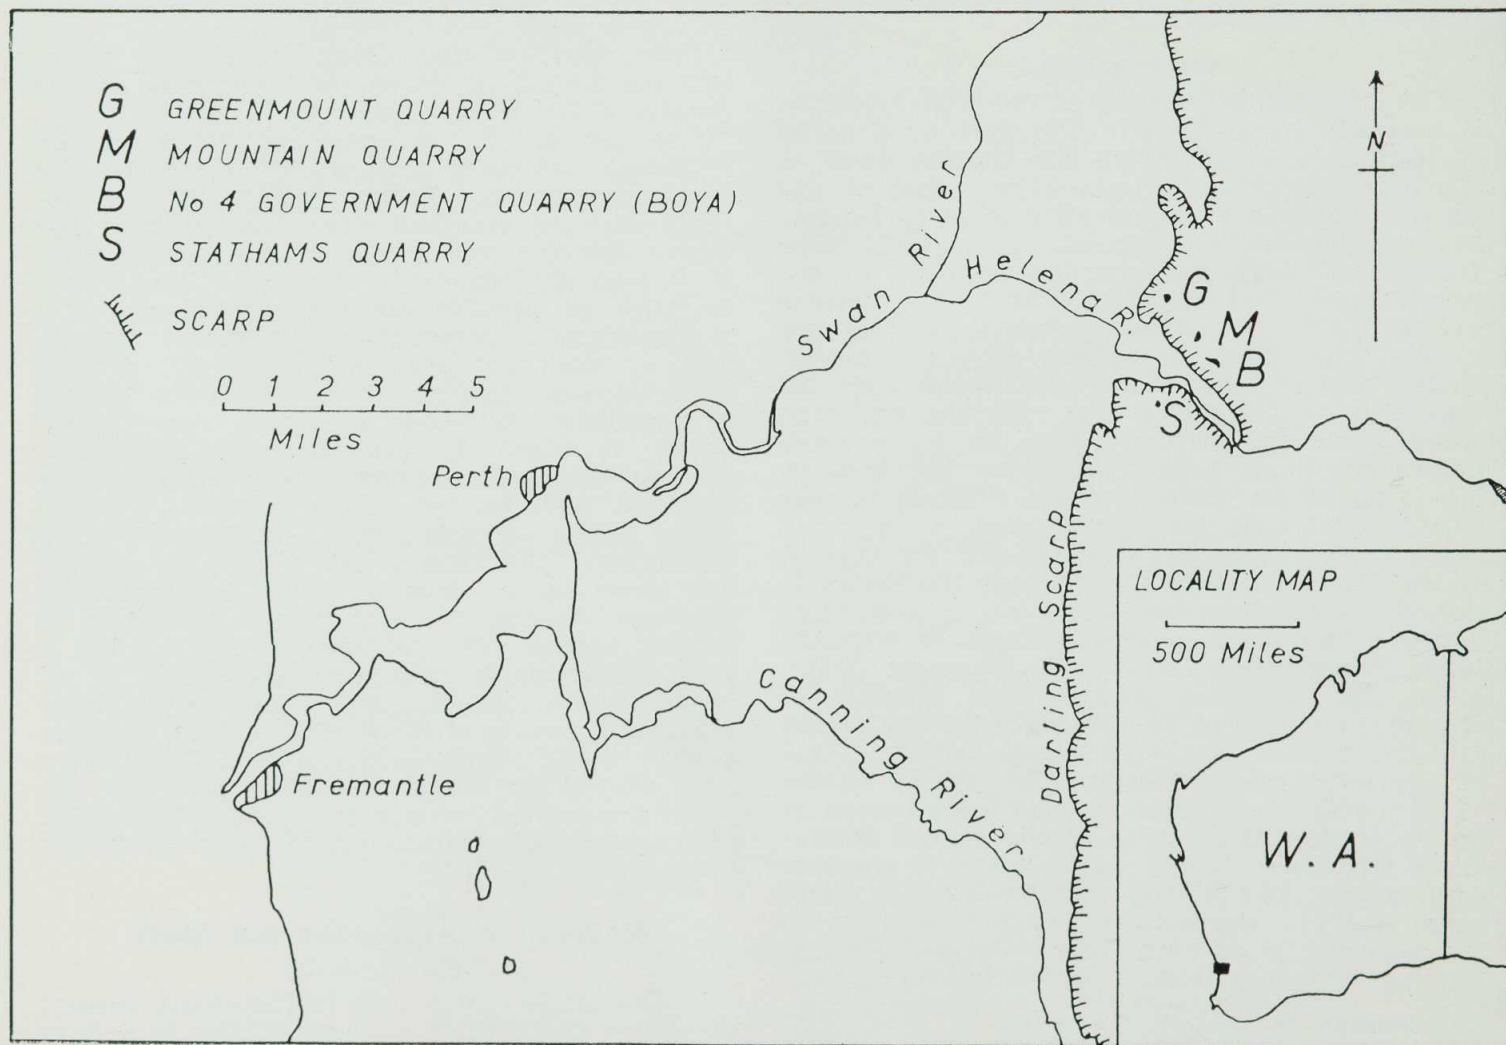 G GREENMOUNT QUARRY
M MOUNTAIN QUARRY
B No 4 GOVERNMENT QUARRY (BOYA)
S STATHAMS QUARRY
SCARP
0 1 2 3 4 5
Miles
N
Swan River
Helena R.
G
M
B
S
Perth
Darling Scarp
Canning River
Fremantle
LOCALITY MAP
500 Miles
W. A.